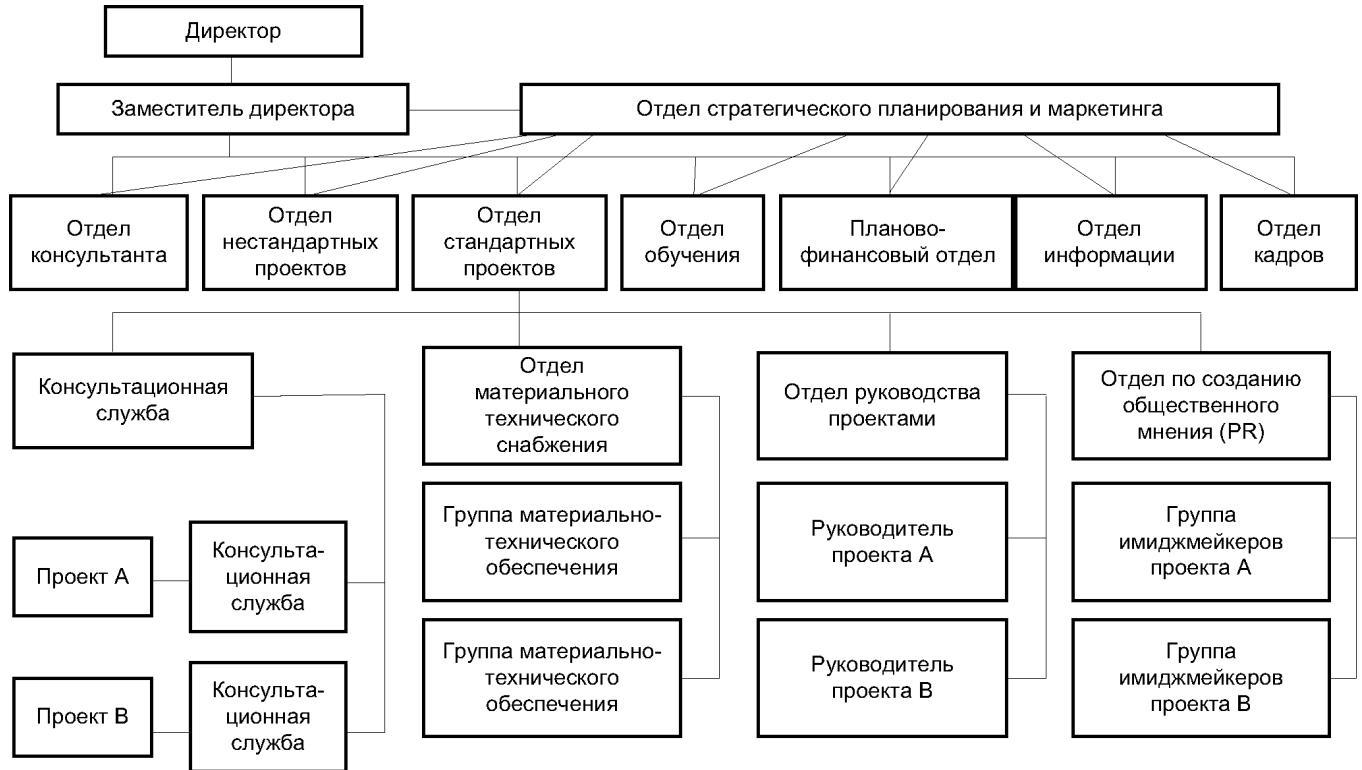 Директор
Заместитель директора
Отдел стратегического планирования и маркетинга
Отдел
консультанта
Отдел
нестандартных
проектов
Отдел
стандартных
проектов
Отдел
обучения
Планово-
финансовый отдел
Отдел
информации
Отдел
кадров
Консультационная
служба
Отдел
материального
технического
снабжения
Отдел руководства
проектами
Отдел по созданию
общественного
мнения (PR)
Проект А
Консульта-
ционная
служба
Группа материально-
технического
обеспечения
Руководитель
проекта А
Группа
имиджмейкеров
проекта А
Проект В
Консульта-
ционная
служба
Группа материально-
технического
обеспечения
Руководитель
проекта В
Группа
имиджмейкеров
проекта В